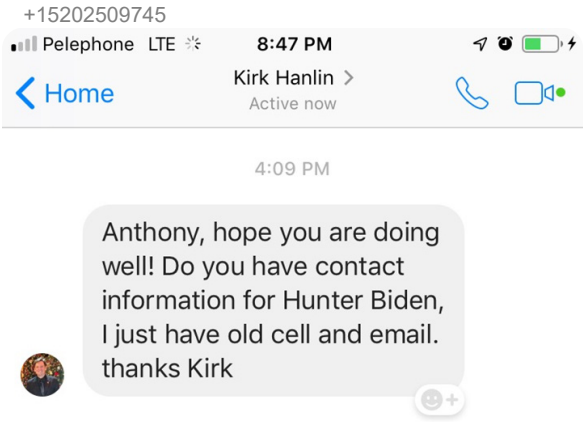 +15202509745
Pelephone LTE 8:47 PM
Home
Kirk Hanlin
Active now
4:09 PM
Anthony, hope you are doing
well! Do you have contact
information for Hunter Biden,
I just have old cell and email.
thanks Kirk